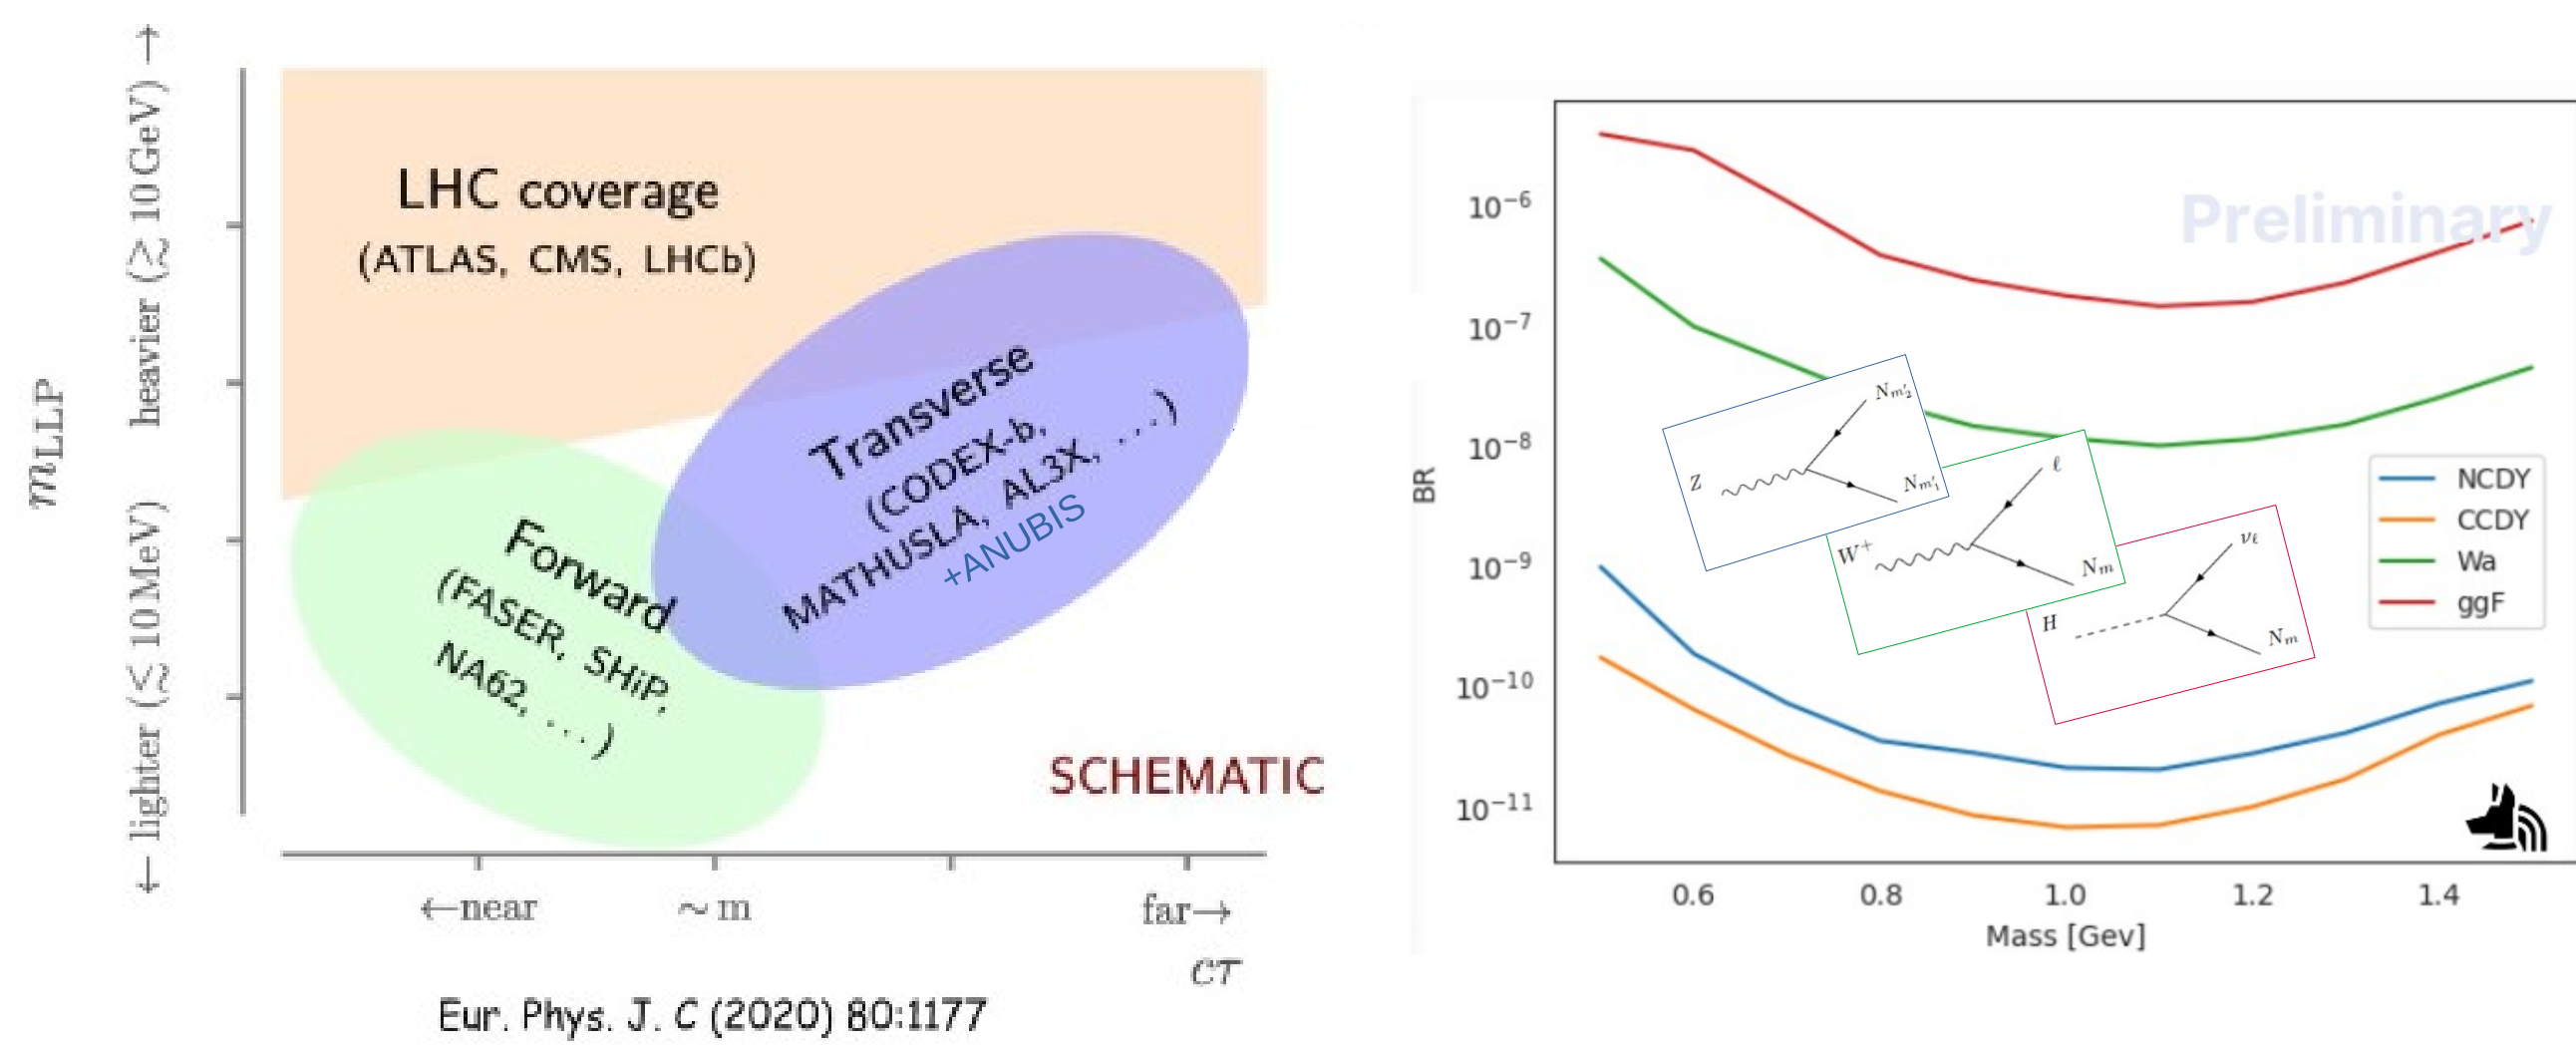 m_LLP
← lighter (≲ 10 MeV)    heavier (≳ 10 GeV) →
LHC coverage
(ATLAS, CMS, LHCb)
Transverse
(CODEX-b,
MATHUSLA, AL3X, ...)
+ANUBIS
Forward
(FASER, SHiP,
NA62, ...)
SCHEMATIC
←near    ~ m    far→
cτ
Eur. Phys. J. C (2020) 80:1177
Preliminary
BR
10⁻⁶
10⁻⁷
10⁻⁸
10⁻⁹
10⁻¹⁰
10⁻¹¹
Z
N_m'₂
N_m'₁
W⁺
ℓ
N_m
H
ν_ℓ
N_m
NCDY
CCDY
Wa
ggF
0.6    0.8    1.0    1.2    1.4
Mass [Gev]